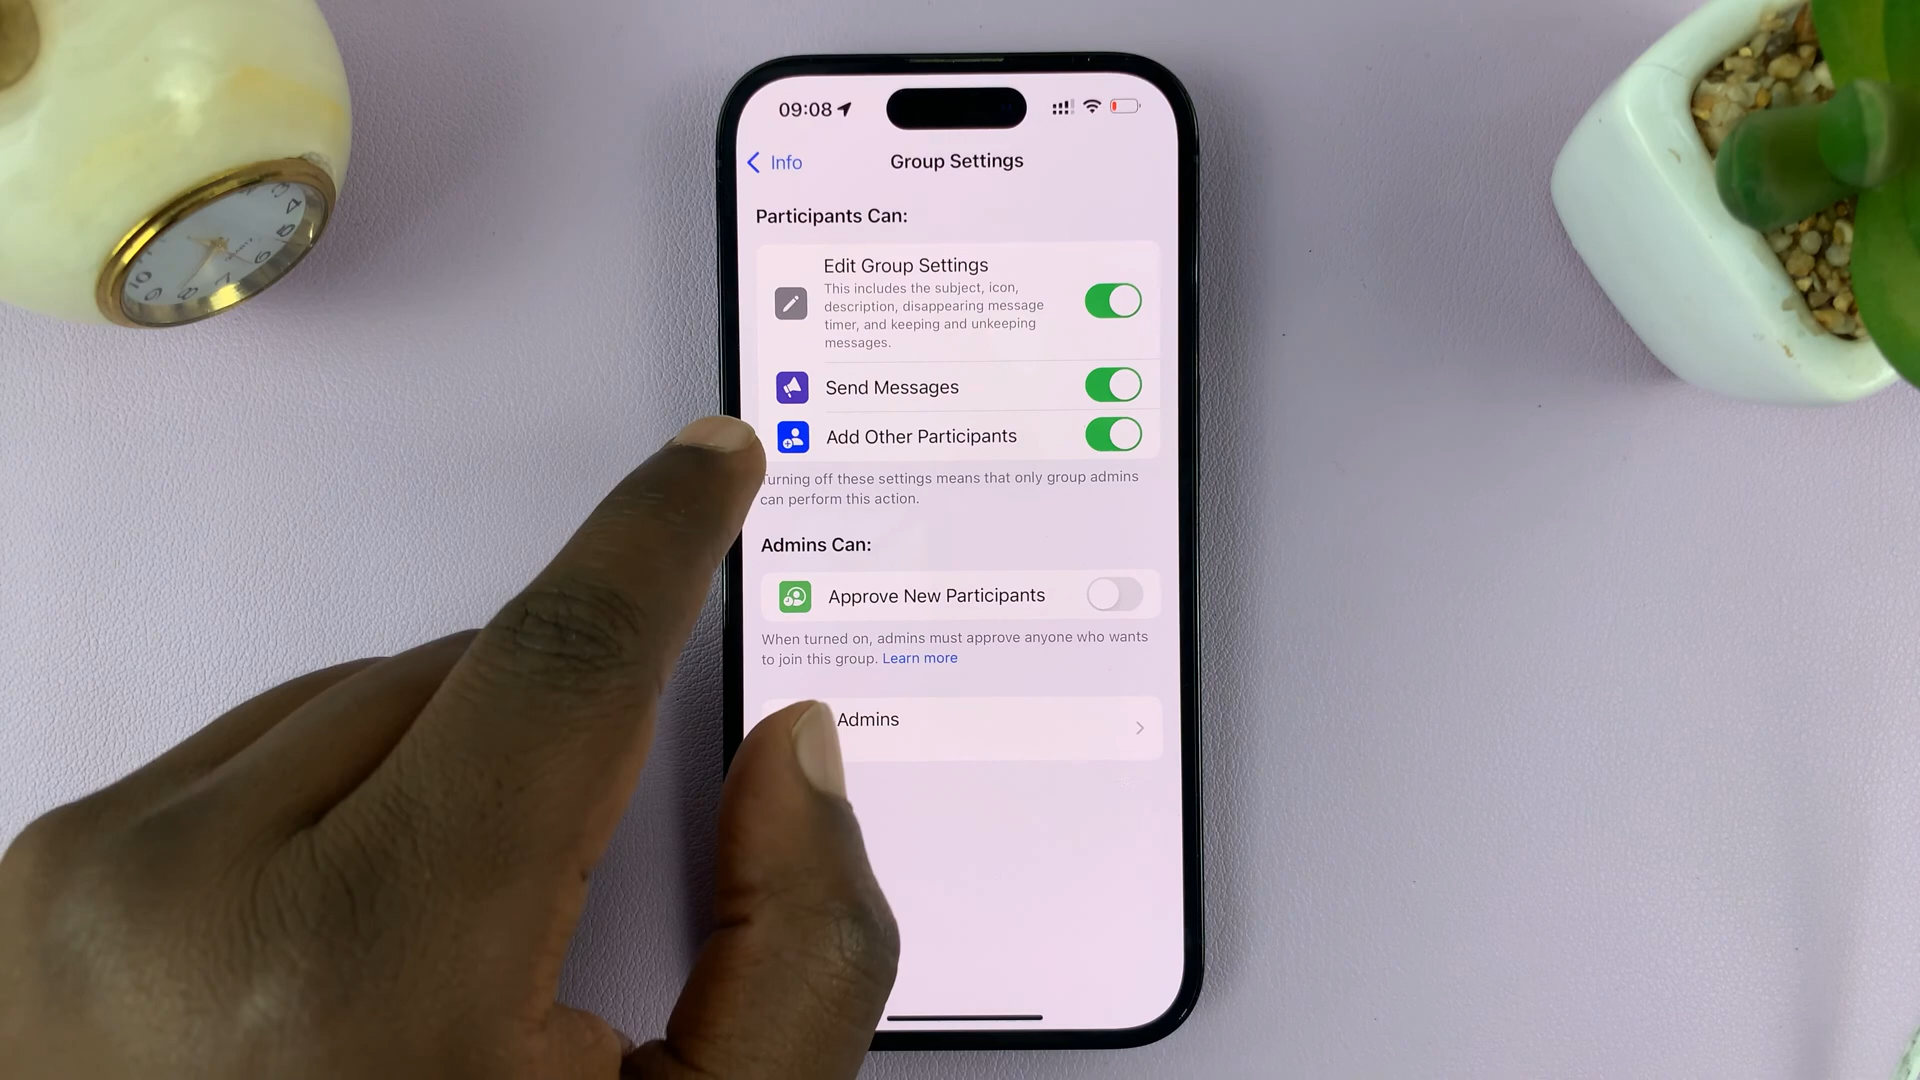 09:08
Info
Group Settings
Participants Can:
Edit Group Settings
This includes the subject, icon,
description, disappearing message
timer, and keeping and unkeeping
messages.
Send Messages
Add Other Participants
Turning off these settings means that only group admins
can perform this action.
Admins Can:
Approve New Participants
When turned on, admins must approve anyone who wants
to join this group. Learn more
Admins